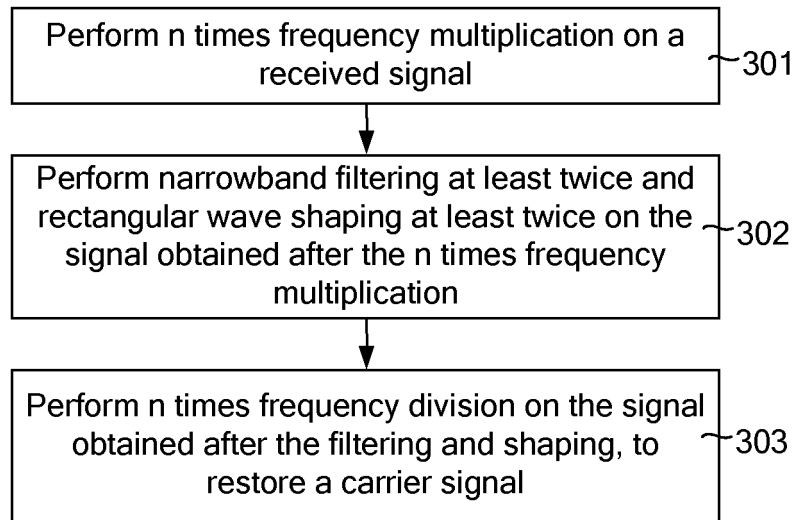 Perform n times frequency multiplication on a
received signal
301
Perform narrowband filtering at least twice and
rectangular wave shaping at least twice on the
signal obtained after the n times frequency
multiplication
302
Perform n times frequency division on the signal
obtained after the filtering and shaping, to
restore a carrier signal
303